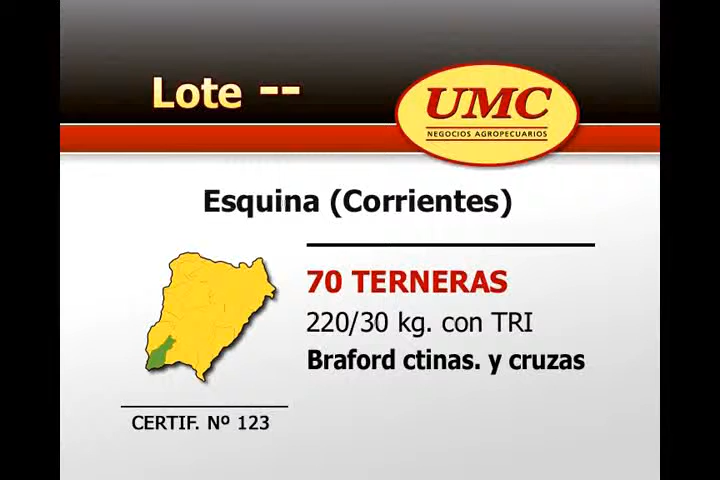 Lote --
UMC
NEGOCIOS AGROPECUARIOS
Esquina (Corrientes)
70 TERNERAS
220/30 kg. con TRI
Braford ctinas. y cruzas
CERTIF. Nº 123